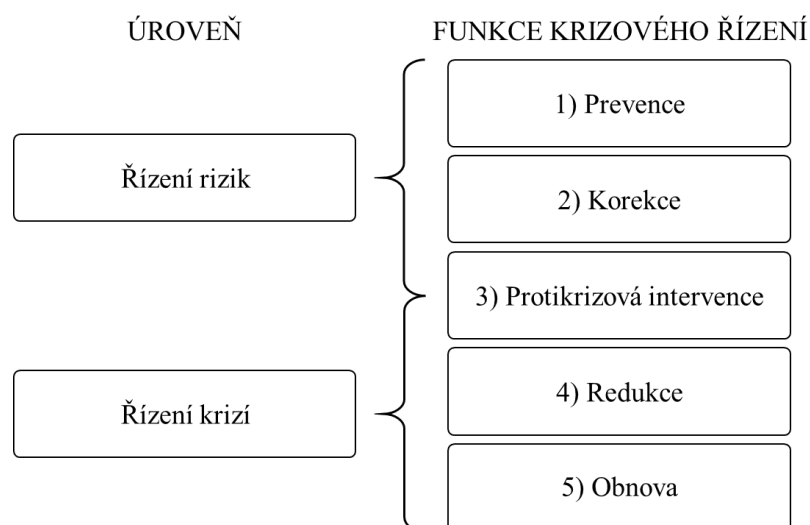 ÚROVEŇ
FUNKCE KRIZOVÉHO ŘÍZENÍ
Řízení rizik
1) Prevence
2) Korekce
3) Protikrizová intervence
Řízení krizí
4) Redukce
5) Obnova